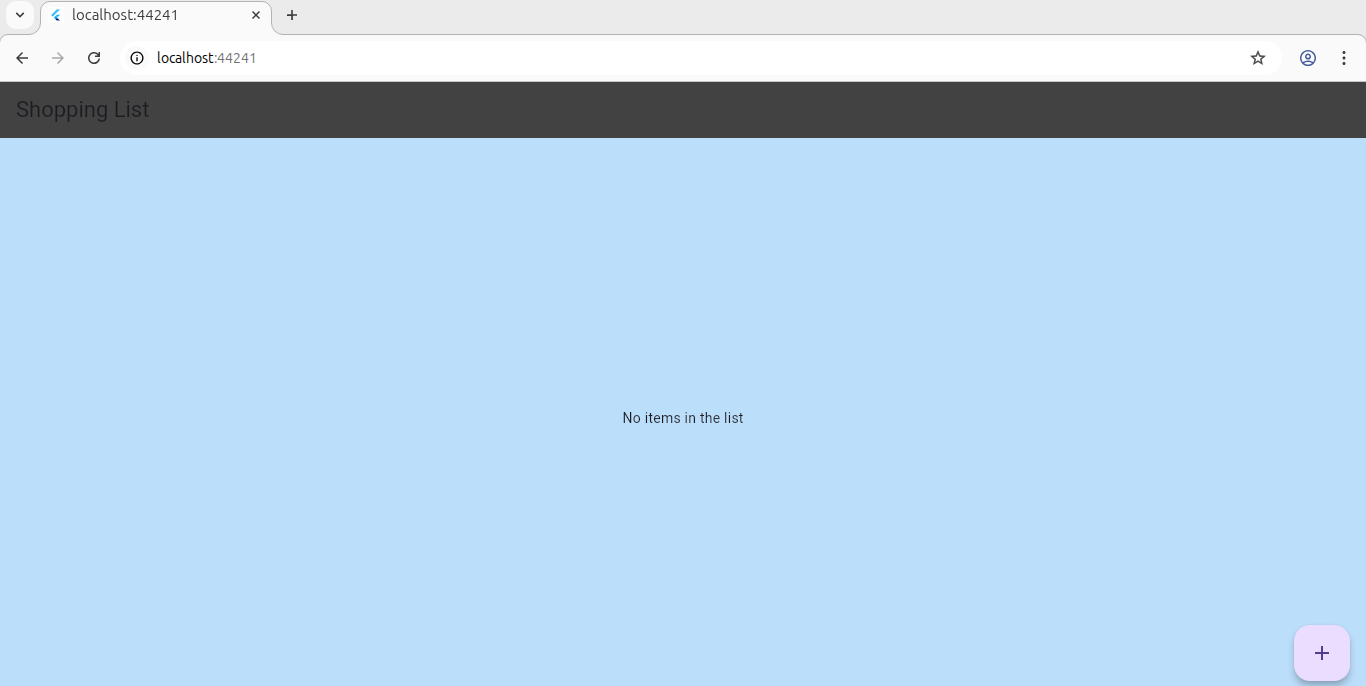 localhost:44241
localhost:44241
Shopping List
No items in the list